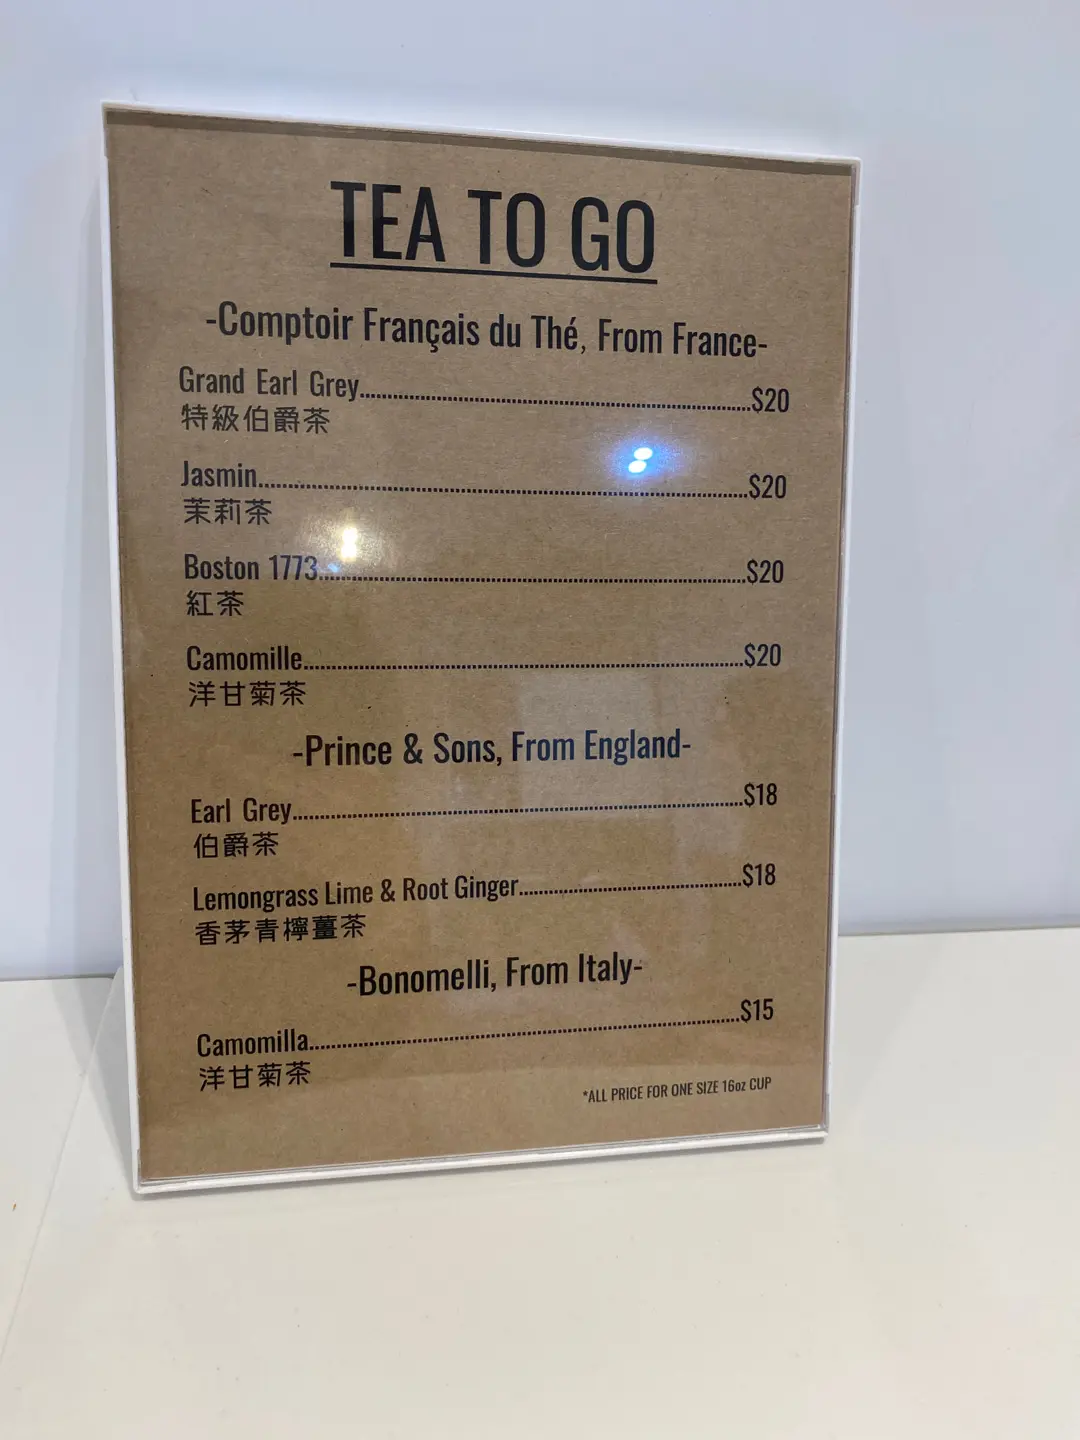 TEA TO GO
-Comptoir Français du Thé, From France-
Grand Earl Grey.....................................................$20
特級伯爵茶
Jasmin.....................................................$20
茉莉茶
Boston 1773.....................................................$20
紅茶
Camomille.....................................................$20
洋甘菊茶
-Prince & Sons, From England-
Earl Grey.....................................................$18
伯爵茶
Lemongrass Lime & Root Ginger...................................$18
香茅青檸薑茶
-Bonomelli, From Italy-
Camomilla.....................................................$15
洋甘菊茶
*ALL PRICE FOR ONE SIZE 16oz CUP